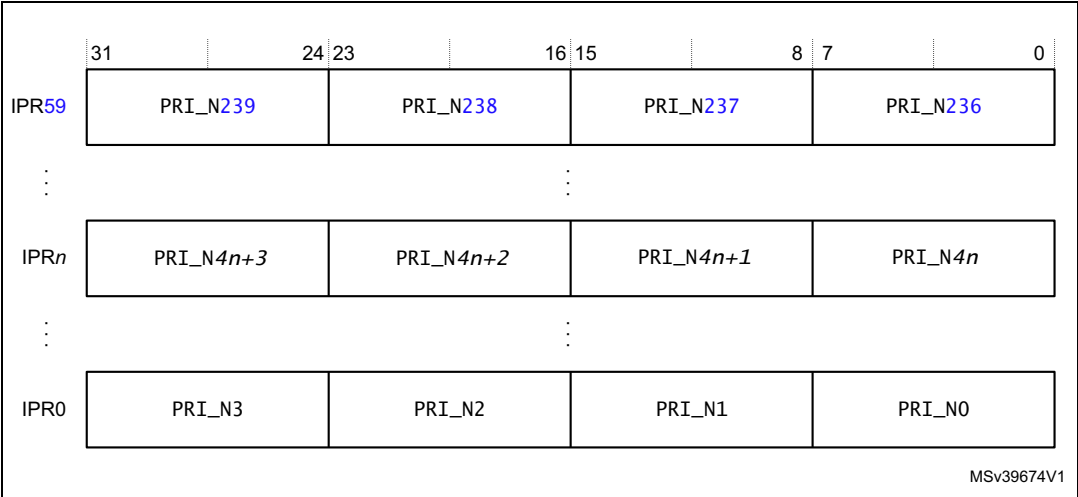 31 24 23 16 15 8 7 0
IPR59 PRI_N239 PRI_N238 PRI_N237 PRI_N236
IPRn PRI_N4n+3 PRI_N4n+2 PRI_N4n+1 PRI_N4n
IPR0 PRI_N3 PRI_N2 PRI_N1 PRI_N0
MSv39674V1